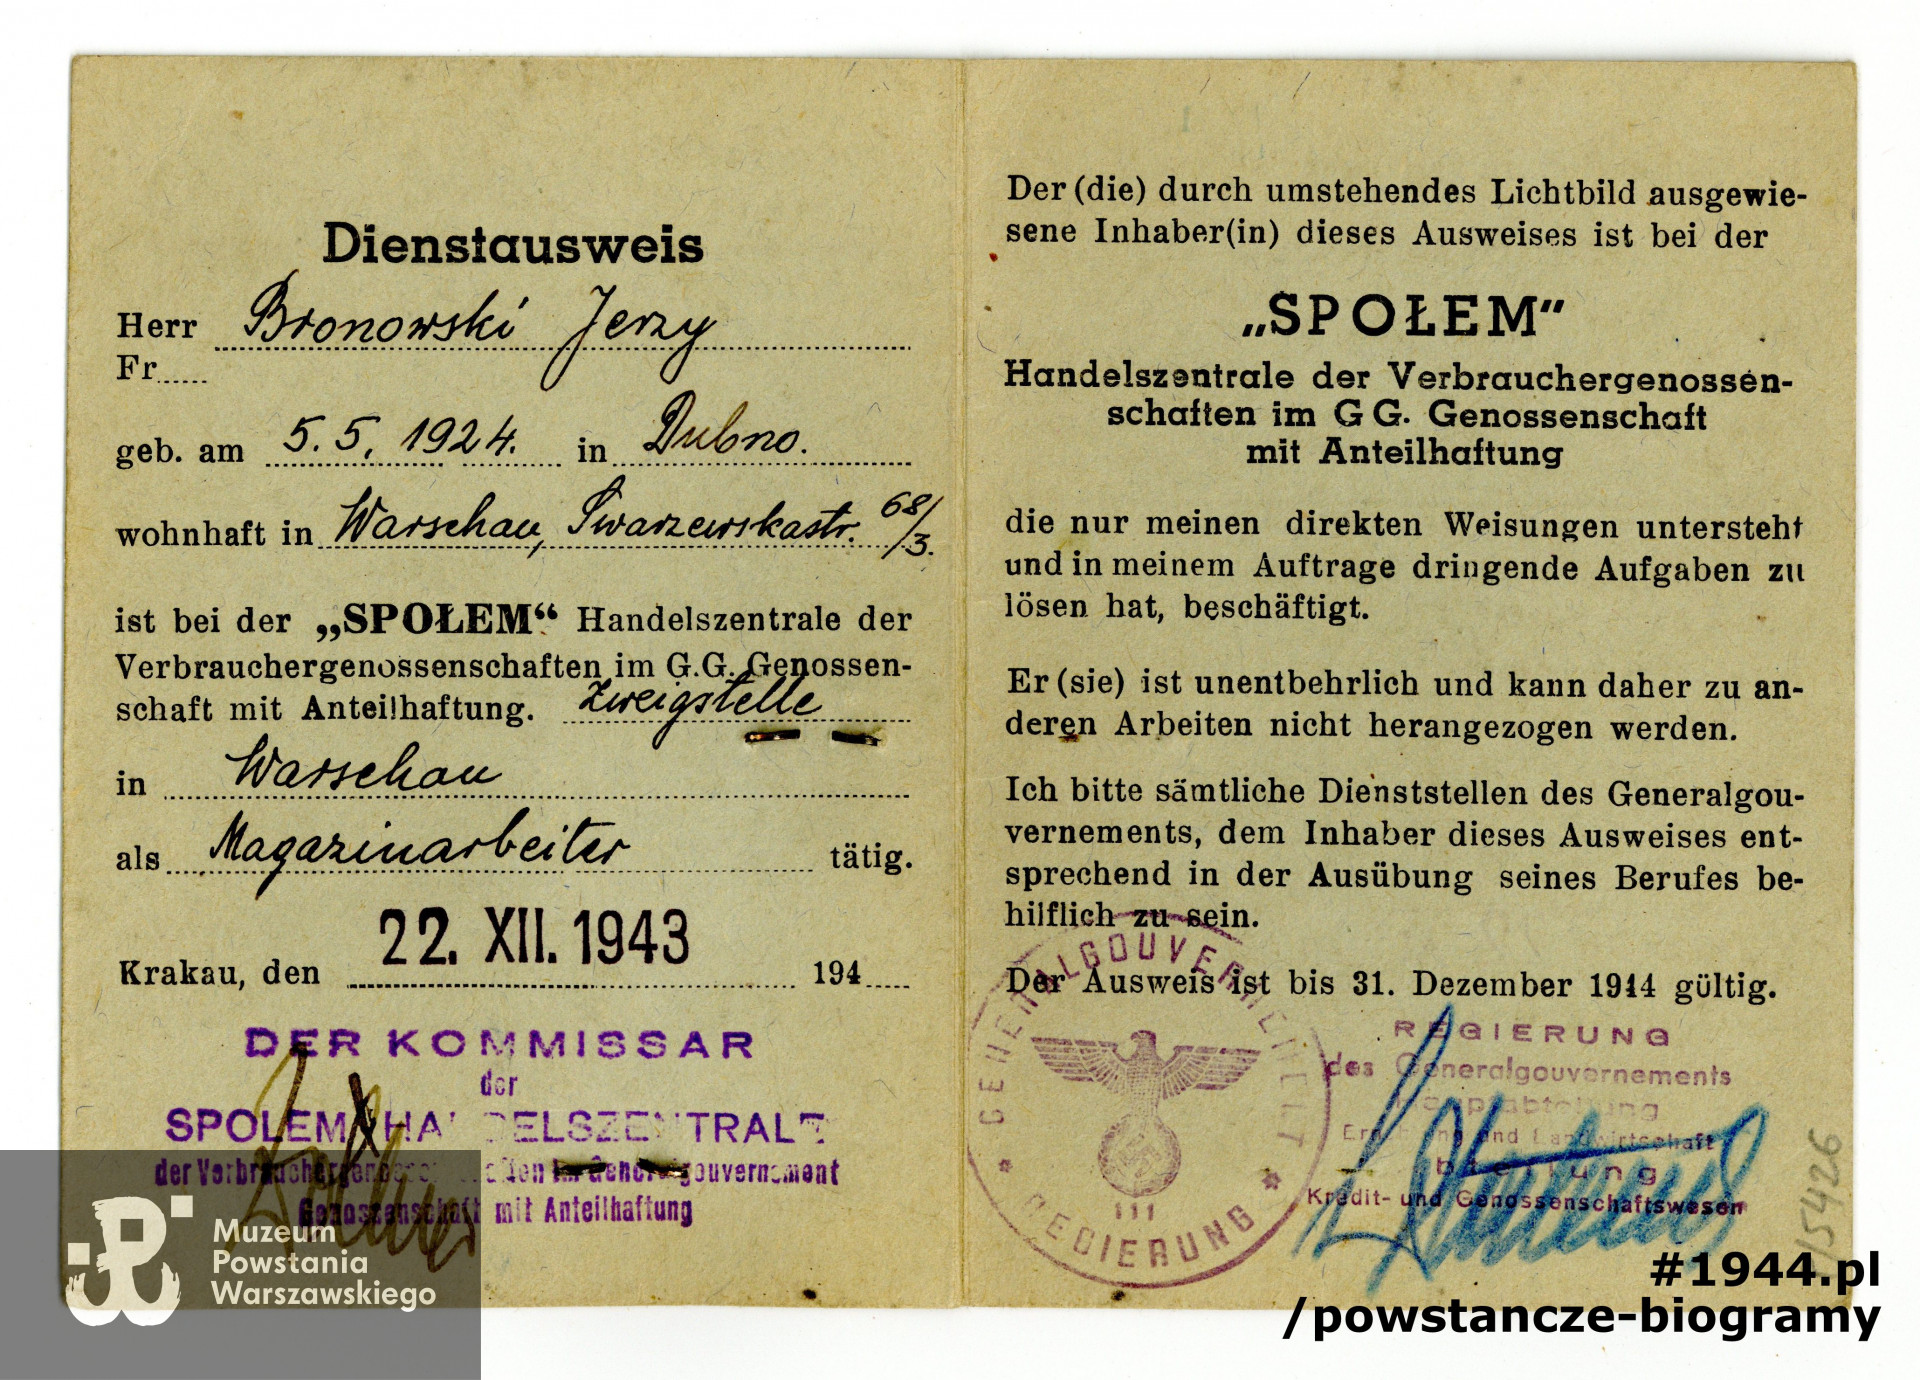 Dienstausweis
Herr Bronowski Jerzy
Fr......
geb. am 5.5.1924. in Dubno.
wohnhaft in Warschau, Swarzewskastr. 68/3.
ist bei der „SPOŁEM“ Handelszentrale der
Verbrauchergenossenschaften im G.G. Genossen-
schaft mit Anteilhaftung. Zweigstelle
in Warschau
als Magazinarbeiter tätig.
22. XII. 1943
Krakau, den 194
DER KOMMISSAR
der
SPOLEM HANDELSZENTRALE
der Verbrauchergenossenschaften im Generalgouvernement
Genossenschaft mit Anteilhaftung
Der (die) durch umstehendes Lichtbild ausgewie-
sene Inhaber(in) dieses Ausweises ist bei der
„SPOŁEM“
Handelszentrale der Verbrauchergenossen-
schaften im GG. Genossenschaft
mit Anteilhaftung
die nur meinen direkten Weisungen untersteht
und in meinem Auftrage dringende Aufgaben zu
lösen hat, beschäftigt.
Er (sie) ist unentbehrlich und kann daher zu an-
deren Arbeiten nicht herangezogen werden.
Ich bitte sämtliche Dienststellen des Generalgou-
vernements, dem Inhaber dieses Ausweises ent-
sprechend in der Ausübung seines Berufes be-
hilflich zu sein.
Der Ausweis ist bis 31. Dezember 1944 gültig.
GENERALGOUVERNEMENT
111
REGIERUNG
REGIERUNG
des Generalgouvernements
Hauptabteilung
Ernährung und Landwirtschaft
Abteilung
Kredit- und Genossenschaftswesen
15426
Muzeum
Powstania
Warszawskiego
#1944.pl
/powstancze-biogramy